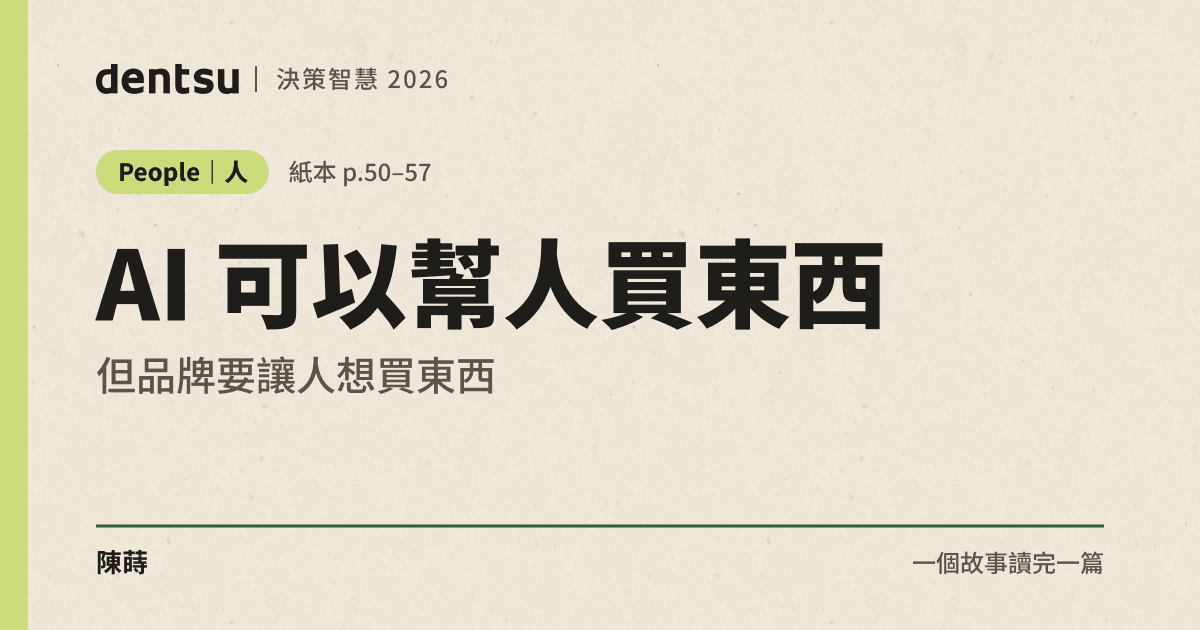 dentsu｜決策智慧 2026
People｜人 紙本 p.50–57
AI 可以幫人買東西
但品牌要讓人想買東西
陳蒔 一個故事讀完一篇